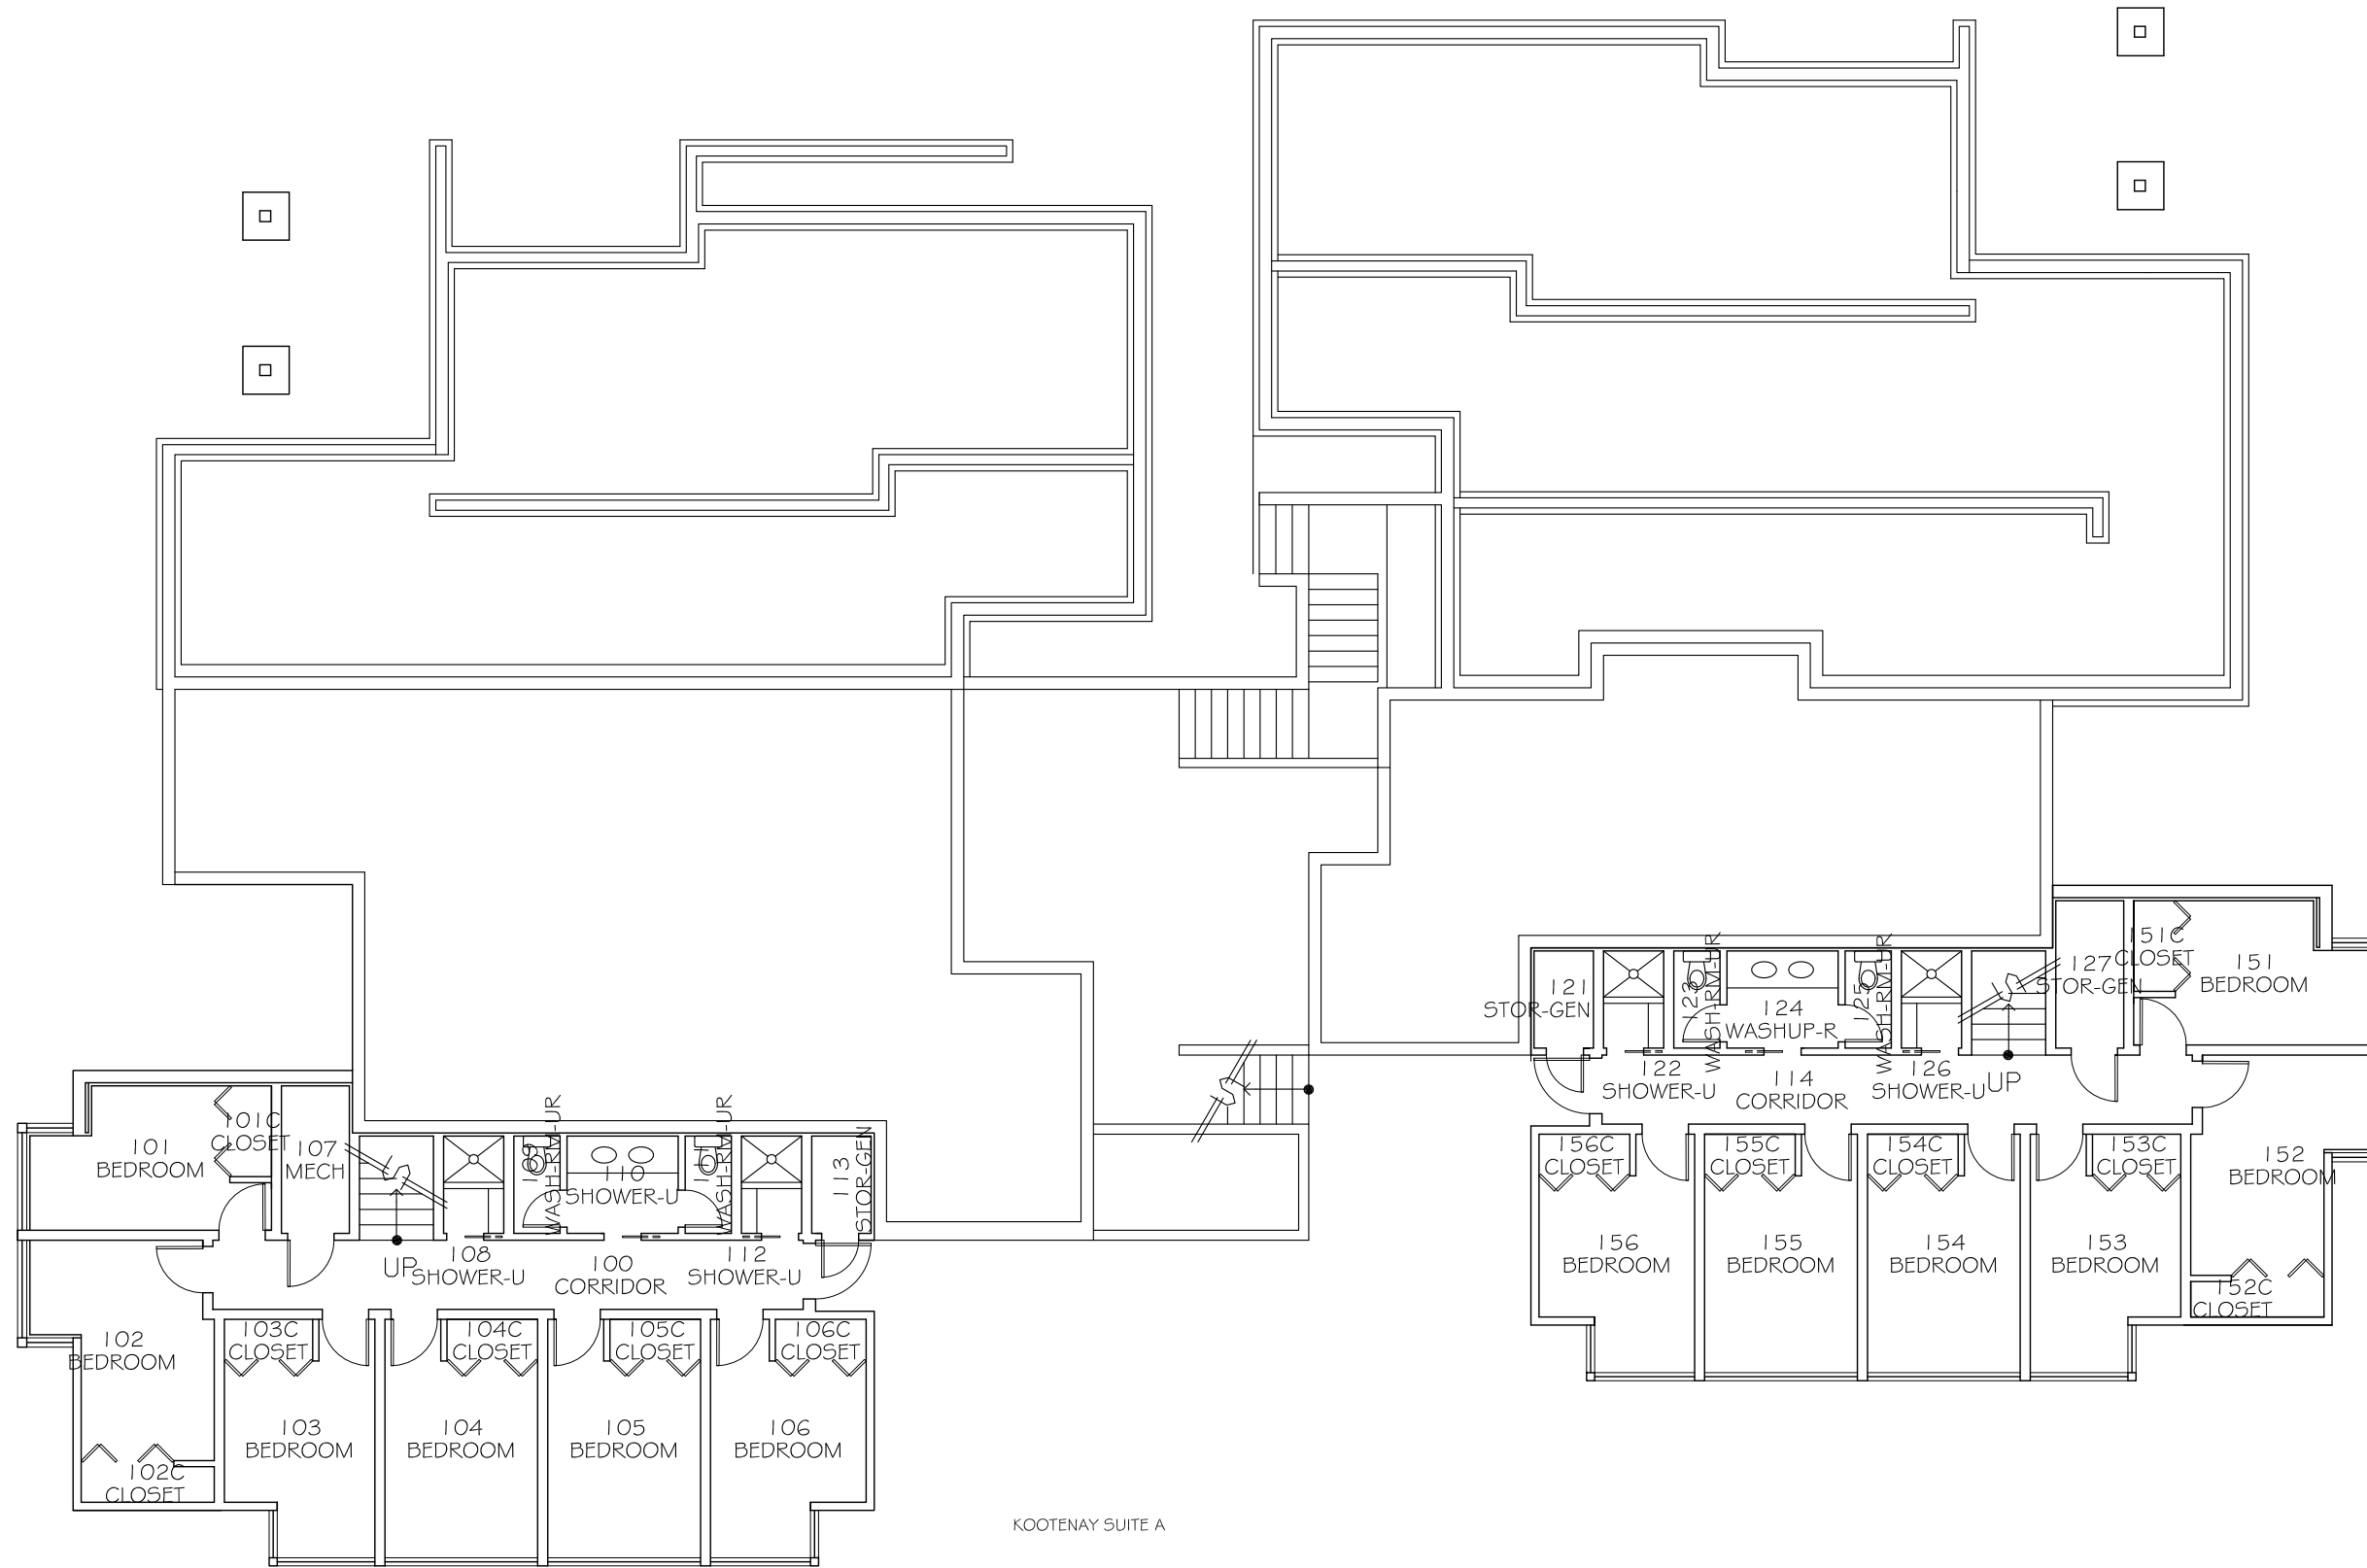 151C
CLOSET
151
BEDROOM
127
STOR-GEN
121
STOR-GEN
123
WASH-RM-UR
124
WASHUP-R
125
WASH-RM-UR
122
SHOWER-U
114
CORRIDOR
126
SHOWER-U
UP
101C
CLOSET
101
BEDROOM
107
MECH
WASH-RM-UR
110
SHOWER-U
111
WASH-RM-UR
113
STOR-GEN
156C
CLOSET
155C
CLOSET
154C
CLOSET
153C
CLOSET
152
BEDROOM
UP
108
SHOWER-U
100
CORRIDOR
112
SHOWER-U
156
BEDROOM
155
BEDROOM
154
BEDROOM
153
BEDROOM
152C
CLOSET
102
BEDROOM
103C
CLOSET
104C
CLOSET
105C
CLOSET
106C
CLOSET
103
BEDROOM
104
BEDROOM
105
BEDROOM
106
BEDROOM
102C
CLOSET
KOOTENAY SUITE A